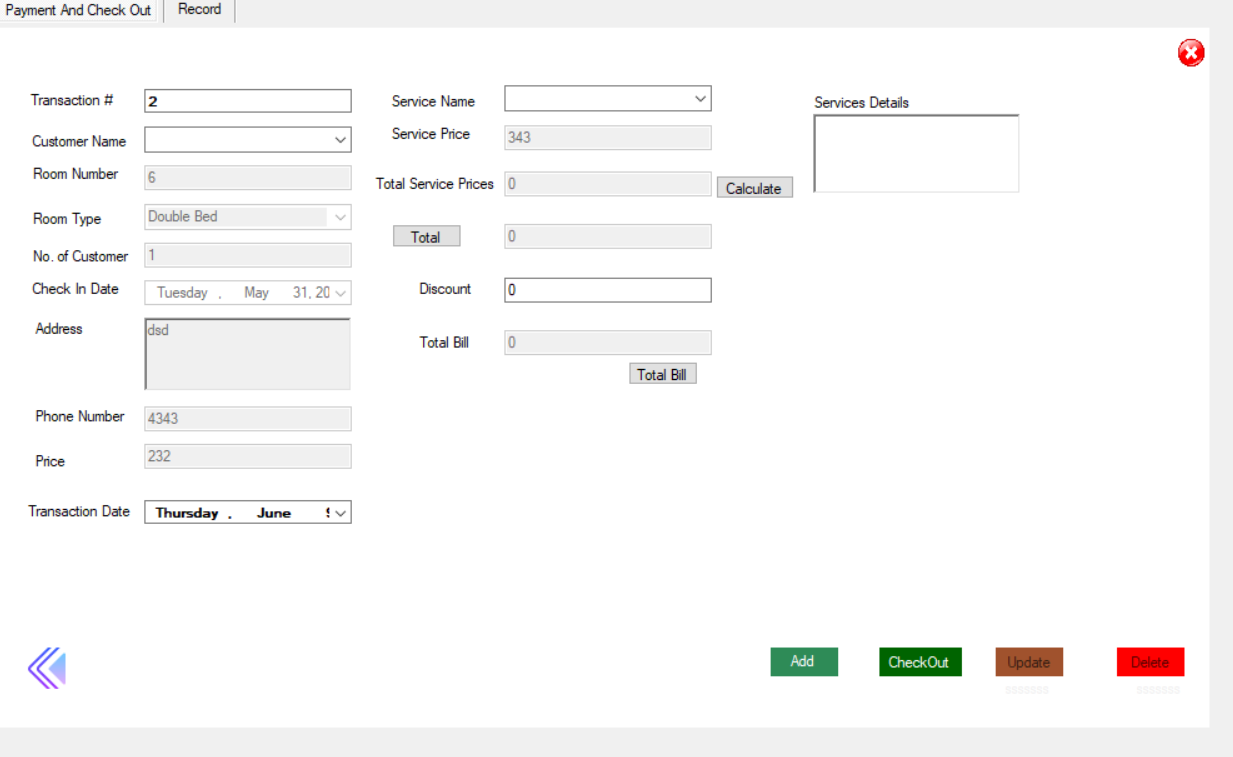 Payment And Check Out
Record
Transaction #
2
Customer Name
Room Number
6
Room Type
Double Bed
No. of Customer
1
Check In Date
Tuesday , May 31, 20
Address
dsd
Phone Number
4343
Price
232
Transaction Date
Thursday , June
Service Name
Service Price
343
Total Service Prices
0
Calculate
Total
0
Discount
0
Total Bill
0
Total Bill
Services Details
Add
CheckOut
Update
Delete